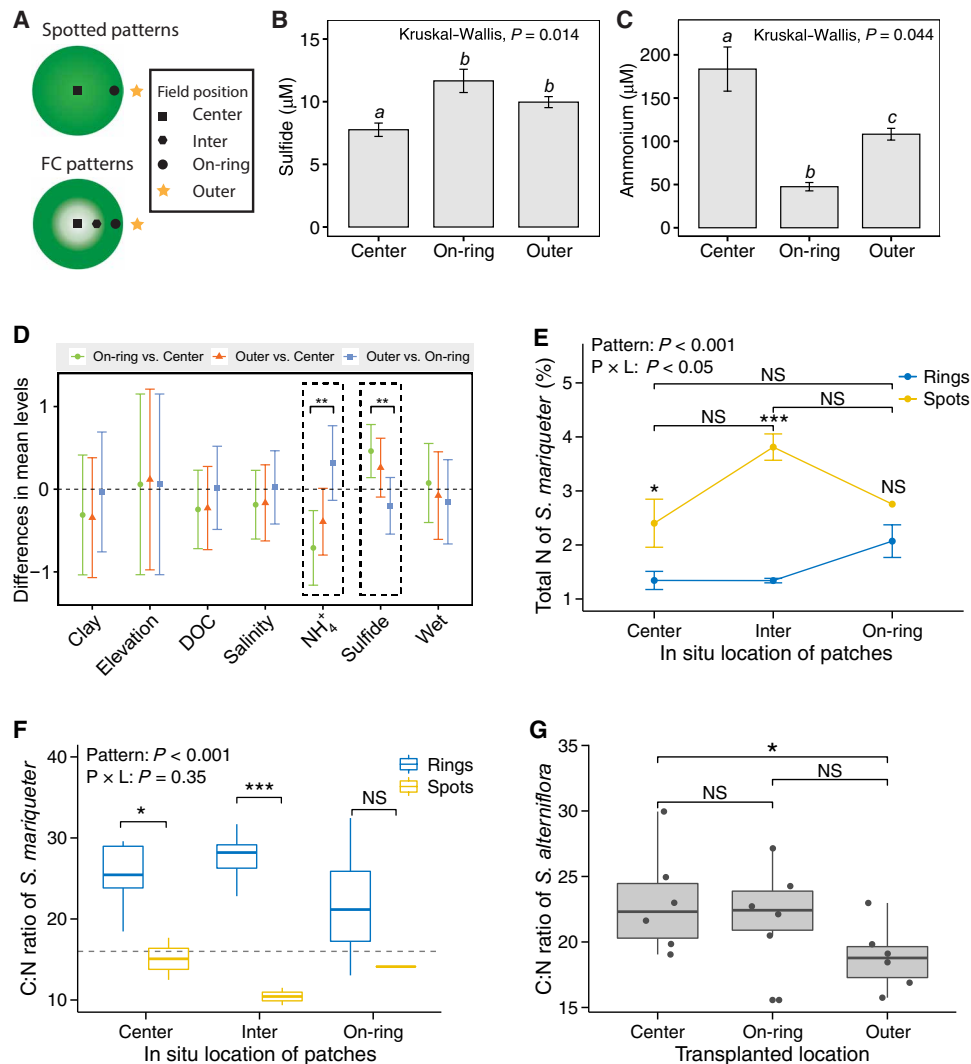 A
Spotted patterns
FC patterns
Field position
Center
Inter
On-ring
Outer
B
Kruskal-Wallis, P = 0.014
Sulfide (μM)
15
10
5
0
a
b
b
Center
On-ring
Outer
C
Kruskal-Wallis, P = 0.044
Ammonium (μM)
200
150
100
50
0
a
b
c
Center
On-ring
Outer
D
On-ring vs. Center
Outer vs. Center
Outer vs. On-ring
Differences in mean levels
1
0
−1
**
**
Clay
Elevation
DOC
Salinity
NH₄⁺
Sulfide
Wet
E
Pattern: P < 0.001
P × L: P < 0.05
Rings
Spots
Total N of S. mariqueter (%)
5
4
3
2
1
NS
NS
NS
*
***
NS
Center
Inter
On-ring
In situ location of patches
F
Pattern: P < 0.001
P × L: P = 0.35
Rings
Spots
C:N ratio of S. mariqueter
40
30
20
10
*
***
NS
Center
Inter
On-ring
In situ location of patches
G
C:N ratio of S. alterniflora
35
30
25
20
15
*
NS
NS
Center
On-ring
Outer
Transplanted location